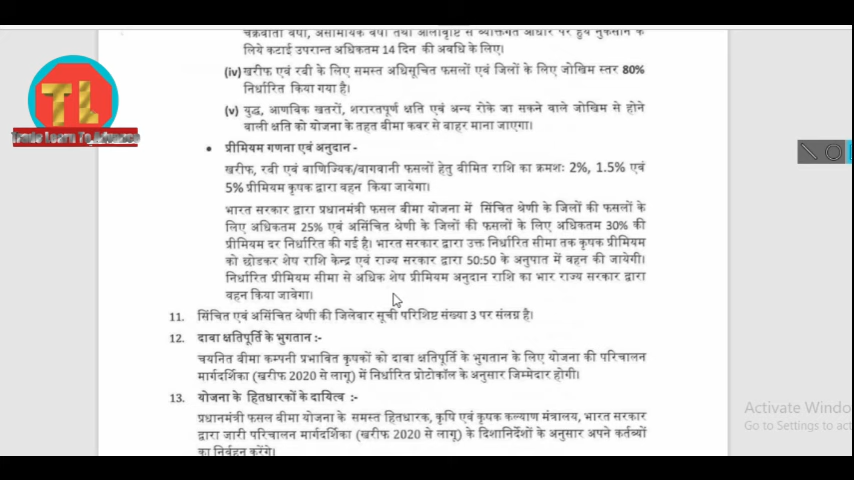 चक्रवाती वर्षा, असामयिक वर्षा तथा ओलावृष्टि से व्यक्तिगत आधार पर हुये नुकसान के
लिये कटाई उपरान्त अधिकतम 14 दिन की अवधि के लिए।
(iv) खरीफ एवं रबी के लिए समस्त अधिसूचित फसलों एवं जिलों के लिए जोखिम स्तर 80%
निर्धारित किया गया है।
(v) युद्ध, आणविक खतरों, शरारतपूर्ण क्षति एवं अन्य रोके जा सकने वाले जोखिम से होने
वाली क्षति को योजना के तहत बीमा कवर से बाहर माना जाएगा।
• प्रीमियम गणना एवं अनुदान -
खरीफ, रबी एवं वाणिज्यिक/बागवानी फसलों हेतु बीमित राशि का क्रमशः 2%, 1.5% एवं
5% प्रीमियम कृषक द्वारा वहन किया जायेगी।
भारत सरकार द्वारा प्रधानमंत्री फसल बीमा योजना में सिंचित श्रेणी के जिलों की फसलों के
लिए अधिकतम 25% एवं असिंचित श्रेणी के जिलों की फसलों के लिए अधिकतम 30% की
प्रीमियम दर निर्धारित की गई है। भारत सरकार द्वारा उक्त निर्धारित सीमा तक कृषक प्रीमियम
को छोडकर शेष राशि केन्द्र एवं राज्य सरकार द्वारा 50:50 के अनुपात में वहन की जायेगी।
निर्धारित प्रीमियम सीमा से अधिक शेष प्रीमियम अनुदान राशि का भार राज्य सरकार द्वारा
वहन किया जावेगा।
11. सिंचित एवं असिंचित श्रेणी की जिलेवार सूची परिशिष्ट संख्या 3 पर संलग्न है।
12. दावा क्षतिपूर्ति के भुगतान :-
चयनित बीमा कम्पनी प्रभावित कृषकों को दावा क्षतिपूर्ति के भुगतान के लिए योजना की परिचालन
मार्गदर्शिका (खरीफ 2020 से लागू) में निर्धारित प्रोटोकॉल के अनुसार जिम्मेदार होगी।
13. योजना के हितधारकों के दायित्व :-
प्रधानमंत्री फसल बीमा योजना के समस्त हितधारक, कृषि एवं कृषक कल्याण मंत्रालय, भारत सरकार
द्वारा जारी परिचालन मार्गदर्शिका (खरीफ 2020 से लागू) के दिशानिर्देशों के अनुसार अपने कर्तव्यों
का निर्वहन करेंगे।
TL
Trade Learn To Advance
Activate Windo
Go to Settings to act